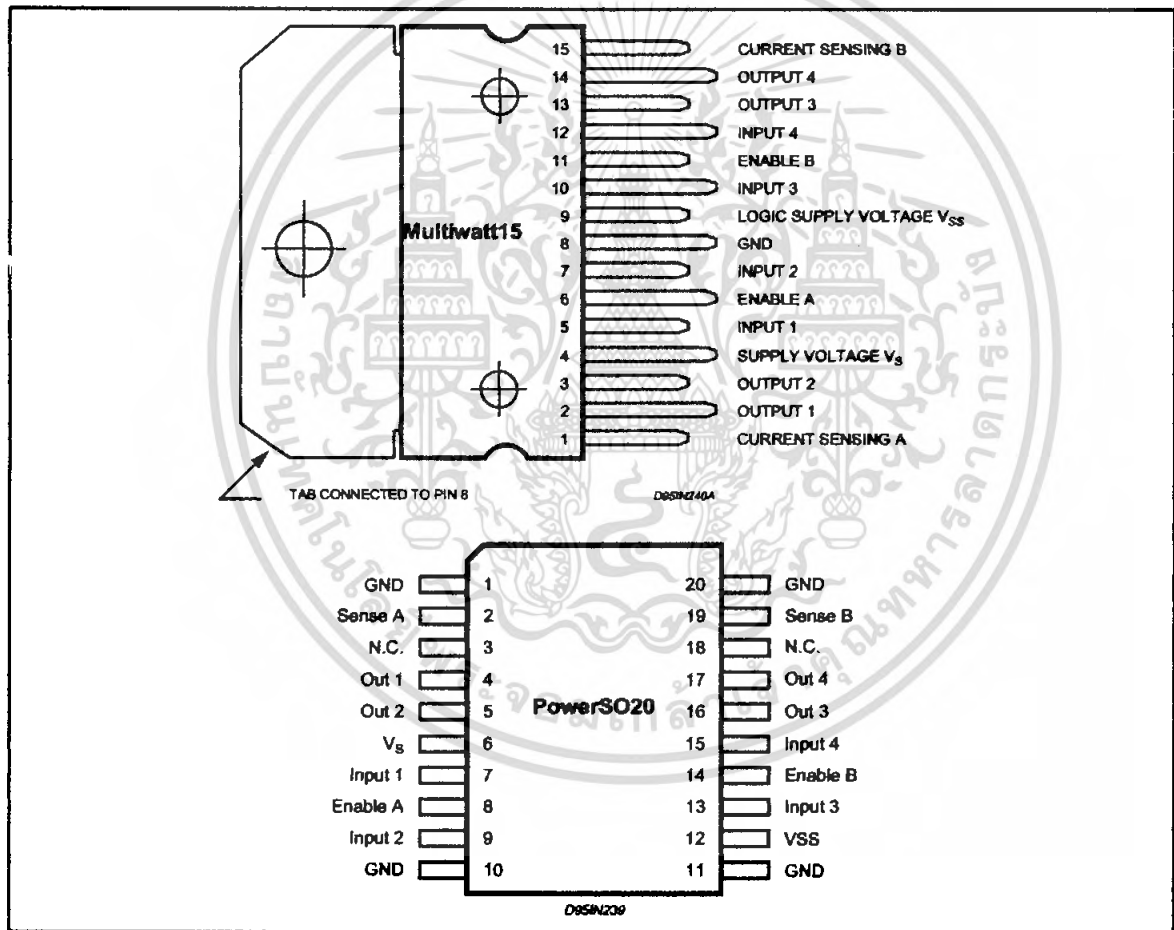 15 CURRENT SENSING B
14 OUTPUT 4
13 OUTPUT 3
12 INPUT 4
11 ENABLE B
10 INPUT 3
9 LOGIC SUPPLY VOLTAGE VSS
Multiwatt15
8 GND
7 INPUT 2
6 ENABLE A
5 INPUT 1
4 SUPPLY VOLTAGE VS
3 OUTPUT 2
2 OUTPUT 1
1 CURRENT SENSING A
TAB CONNECTED TO PIN 8
D95IN240A
GND 1 20 GND
Sense A 2 19 Sense B
N.C. 3 18 N.C.
Out 1 4 17 Out 4
Out 2 5 PowerSO20 16 Out 3
VS 6 15 Input 4
Input 1 7 14 Enable B
Enable A 8 13 Input 3
Input 2 9 12 VSS
GND 10 11 GND
D95IN239